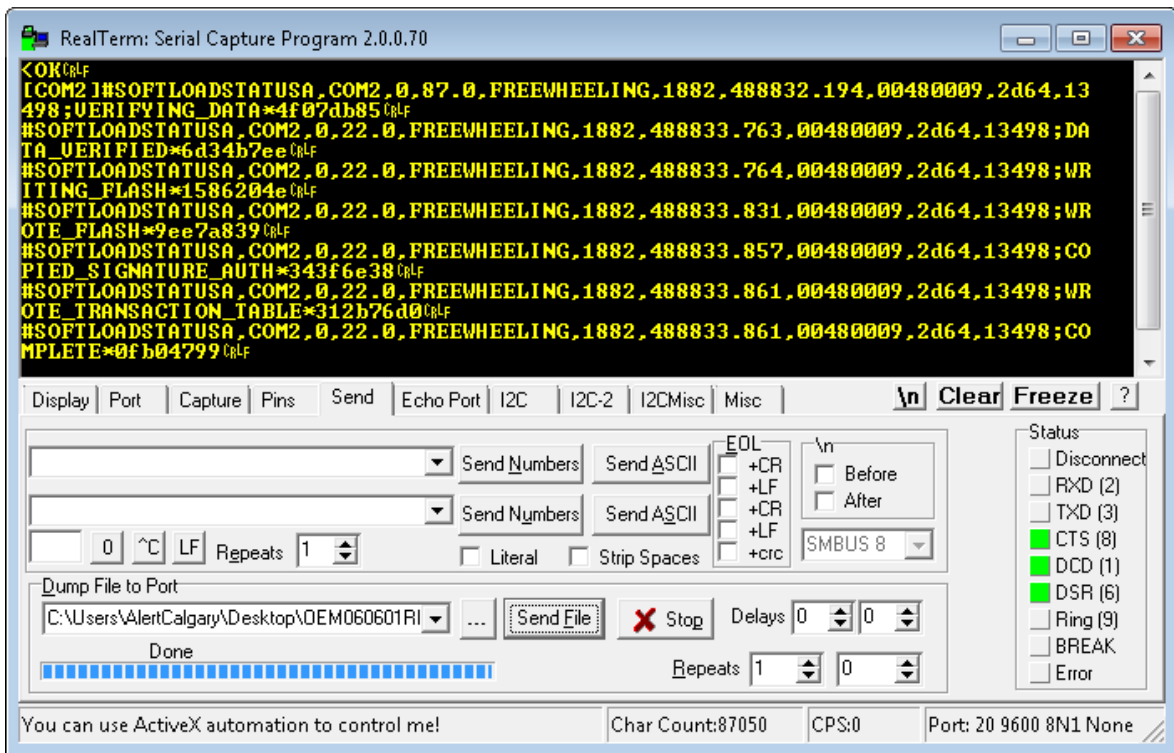 RealTerm: Serial Capture Program 2.0.0.70
<OKCRLF
[COM2]#SOFTLOADSTATUSA,COM2,0,87.0,FREEWHEELING,1882,488832.194,00480009,2d64,13
498;VERIFYING_DATA*4f07db85CRLF
#SOFTLOADSTATUSA,COM2,0,22.0,FREEWHEELING,1882,488833.763,00480009,2d64,13498;DA
TA_VERIFIED*6d34b7eeCRLF
#SOFTLOADSTATUSA,COM2,0,22.0,FREEWHEELING,1882,488833.764,00480009,2d64,13498;WR
ITING_FLASH*1586204eCRLF
#SOFTLOADSTATUSA,COM2,0,22.0,FREEWHEELING,1882,488833.831,00480009,2d64,13498;WR
OTE_FLASH*9ee7a839CRLF
#SOFTLOADSTATUSA,COM2,0,22.0,FREEWHEELING,1882,488833.857,00480009,2d64,13498;CO
PIED_SIGNATURE_AUTH*343f6e38CRLF
#SOFTLOADSTATUSA,COM2,0,22.0,FREEWHEELING,1882,488833.861,00480009,2d64,13498;WR
OTE_TRANSACTION_TABLE*312b76d0CRLF
#SOFTLOADSTATUSA,COM2,0,22.0,FREEWHEELING,1882,488833.861,00480009,2d64,13498;CO
MPLETE*0fb04799CRLF
Display Port Capture Pins Send Echo Port I2C I2C-2 I2CMisc Misc \n Clear Freeze ?
Send Numbers Send ASCII
Send Numbers Send ASCII
0 ^C LF Repeats 1
Literal Strip Spaces
EOL
+CR
+LF
+CR
+LF
+crc
\n
Before
After
SMBUS 8
Dump File to Port
C:\Users\AlertCalgary\Desktop\OEM060601RI ... Send File Stop Delays 0 0
Done
Repeats 1 0
Status
Disconnect
RXD (2)
TXD (3)
CTS (8)
DCD (1)
DSR (6)
Ring (9)
BREAK
Error
You can use ActiveX automation to control me! Char Count:87050 CPS:0 Port: 20 9600 8N1 None